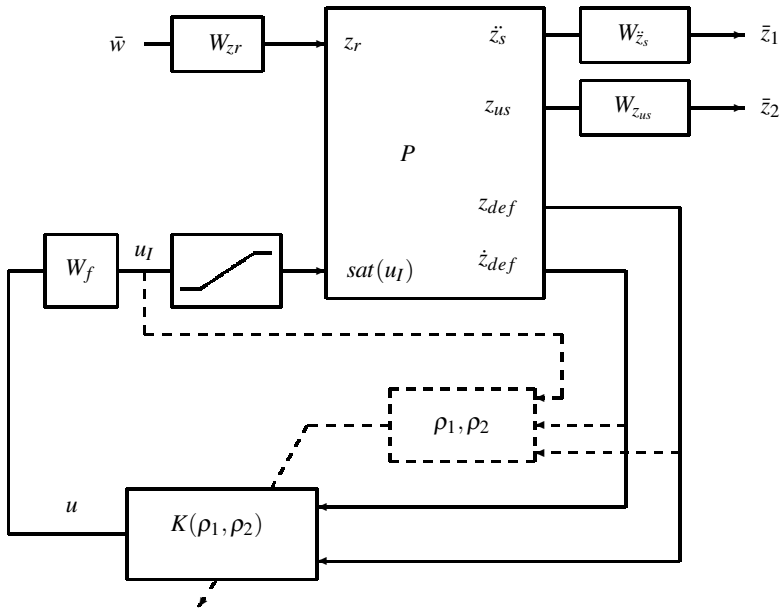 w̄
W_{zr}
z_r
z̈_s
W_{z̈_s}
z̄_1
z_{us}
W_{z_{us}}
z̄_2
P
z_{def}
W_f
u_I
sat(u_I)
ż_{def}
ρ_1, ρ_2
u
K(ρ_1, ρ_2)